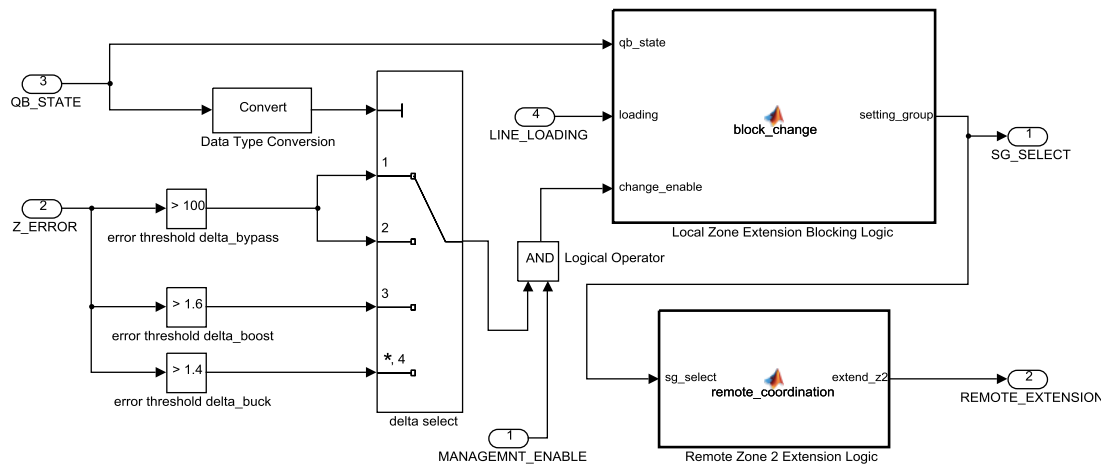 3
QB_STATE
Convert
Data Type Conversion
2
Z_ERROR
> 100
error threshold delta_bypass
> 1.6
error threshold delta_boost
> 1.4
error threshold delta_buck
1
2
3
*, 4
delta select
4
LINE_LOADING
AND
Logical Operator
1
MANAGEMNT_ENABLE
qb_state
loading
change_enable
block_change
setting_group
Local Zone Extension Blocking Logic
1
SG_SELECT
sg_select
remote_coordination
extend_z2
Remote Zone 2 Extension Logic
2
REMOTE_EXTENSION